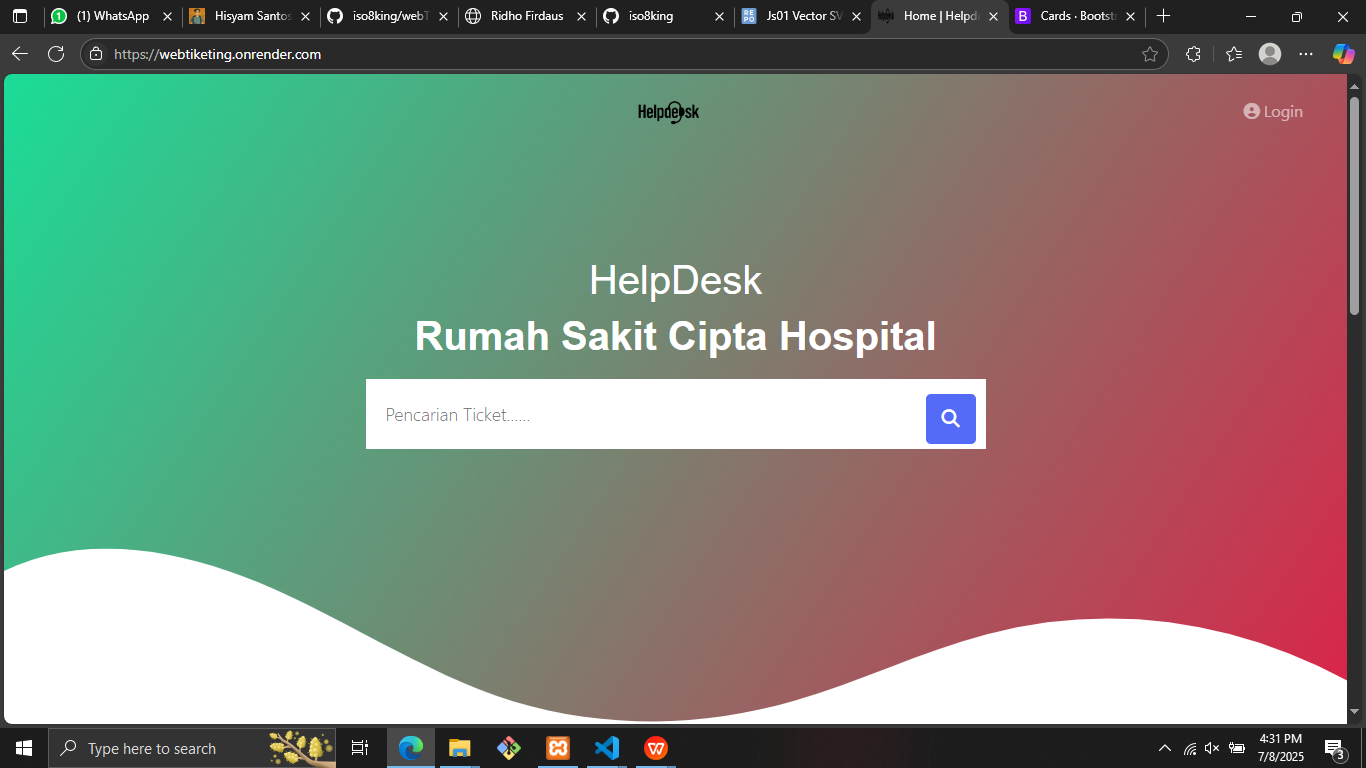 (1) WhatsApp
Hisyam Santos
iso8king/webT
Ridho Firdaus
iso8king
Js01 Vector SV
Home | Helpd
Cards · Bootst
https://webtiketing.onrender.com
Helpdesk
Login
HelpDesk
Rumah Sakit Cipta Hospital
Pencarian Ticket......
Type here to search
4:31 PM
7/8/2025
3